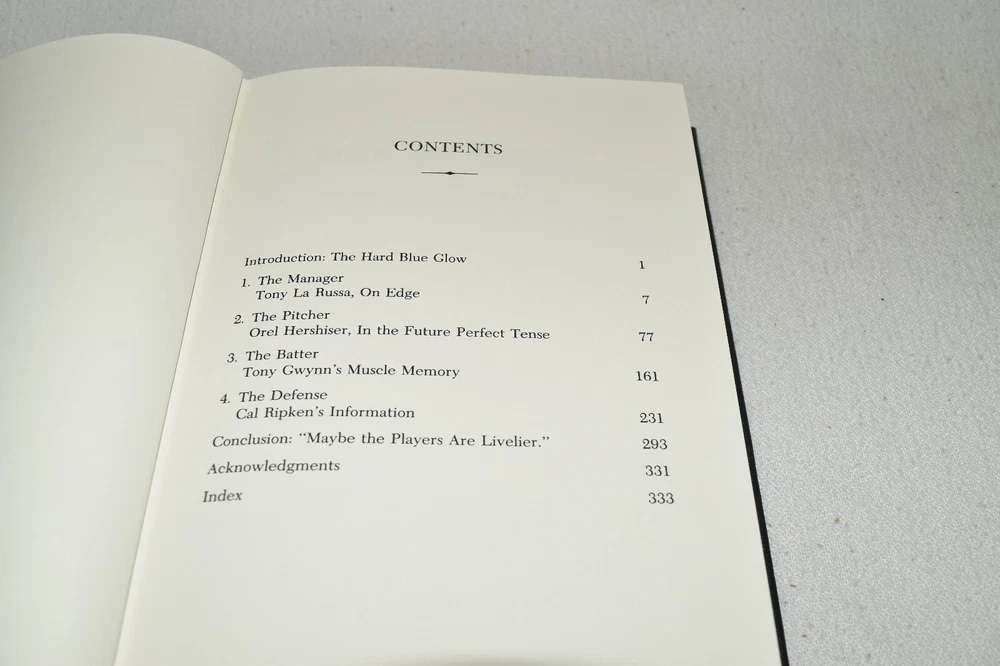 CONTENTS
Introduction: The Hard Blue Glow 1
1. The Manager
Tony La Russa, On Edge 7
2. The Pitcher
Orel Hershiser, In the Future Perfect Tense 77
3. The Batter
Tony Gwynn's Muscle Memory 161
4. The Defense
Cal Ripken's Information 231
Conclusion: "Maybe the Players Are Livelier." 293
Acknowledgments 331
Index 333